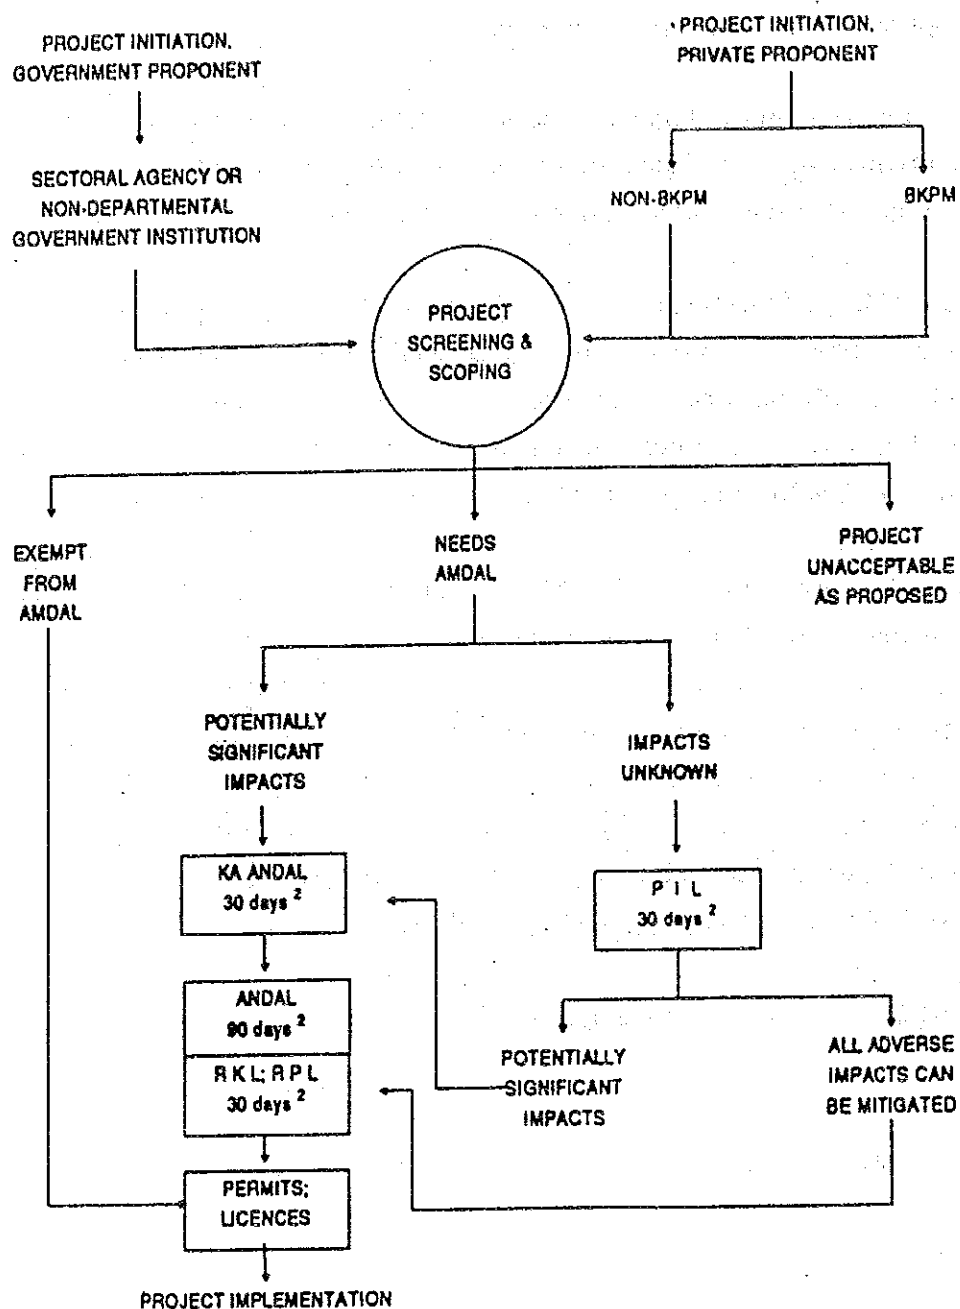 PROJECT INITIATION,
GOVERNMENT PROPONENT
PROJECT INITIATION,
PRIVATE PROPONENT
SECTORAL AGENCY OR
NON-DEPARTMENTAL
GOVERNMENT INSTITUTION
NON-BKPM
BKPM
PROJECT
SCREENING &
SCOPING
EXEMPT
FROM
AMDAL
NEEDS
AMDAL
PROJECT
UNACCEPTABLE
AS PROPOSED
POTENTIALLY
SIGNIFICANT
IMPACTS
IMPACTS
UNKNOWN
KA ANDAL
30 days ²
P I L
30 days ²
ANDAL
90 days ²
R K L; R P L
30 days ²
POTENTIALLY
SIGNIFICANT
IMPACTS
ALL ADVERSE
IMPACTS CAN
BE MITIGATED
PERMITS;
LICENCES
PROJECT IMPLEMENTATION